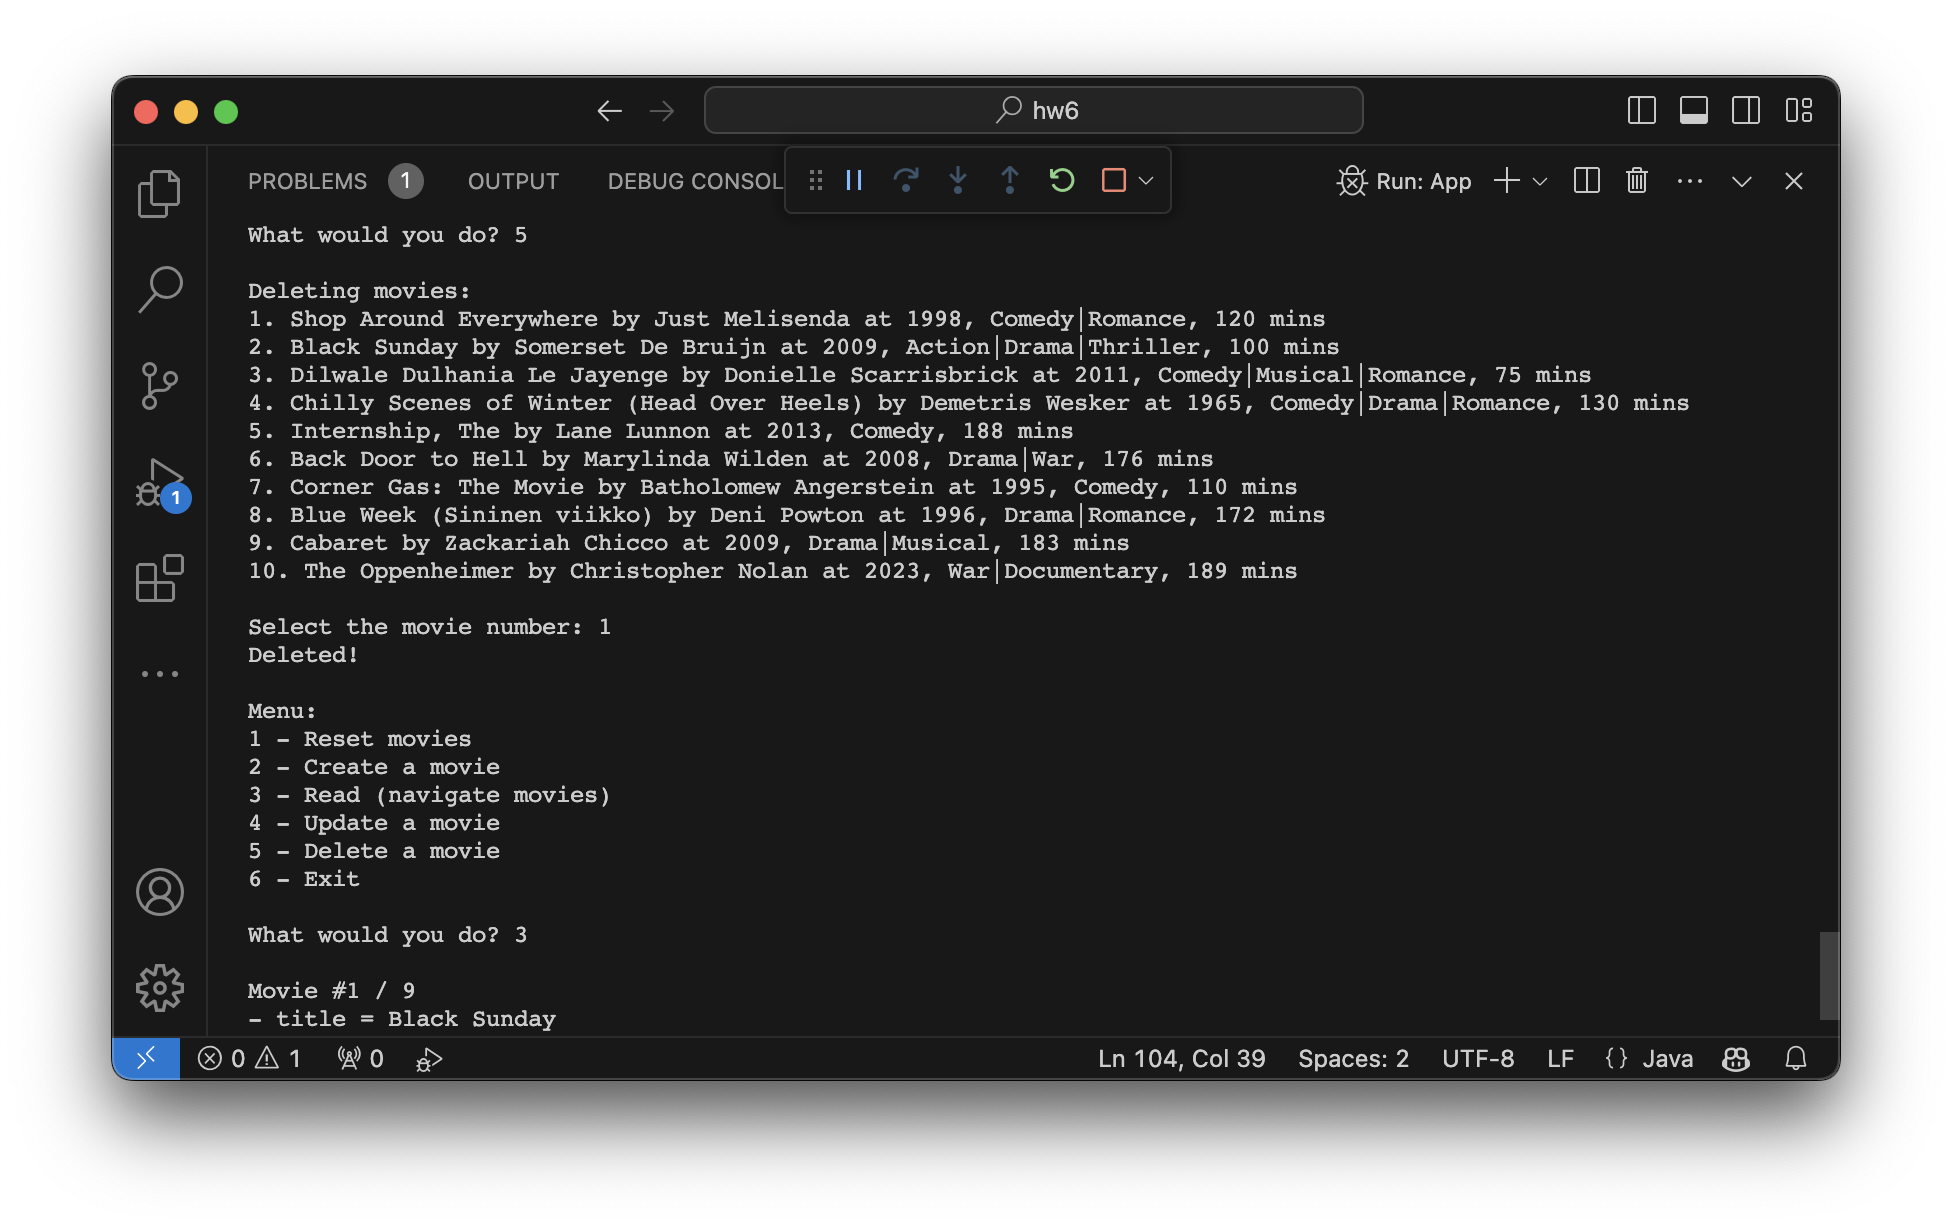 hw6
PROBLEMS 1 OUTPUT DEBUG CONSOL
Run: App
What would you do? 5
Deleting movies:
1. Shop Around Everywhere by Just Melisenda at 1998, Comedy|Romance, 120 mins
2. Black Sunday by Somerset De Bruijn at 2009, Action|Drama|Thriller, 100 mins
3. Dilwale Dulhania Le Jayenge by Donielle Scarrisbrick at 2011, Comedy|Musical|Romance, 75 mins
4. Chilly Scenes of Winter (Head Over Heels) by Demetris Wesker at 1965, Comedy|Drama|Romance, 130 mins
5. Internship, The by Lane Lunnon at 2013, Comedy, 188 mins
6. Back Door to Hell by Marylinda Wilden at 2008, Drama|War, 176 mins
7. Corner Gas: The Movie by Batholomew Angerstein at 1995, Comedy, 110 mins
8. Blue Week (Sininen viikko) by Deni Powton at 1996, Drama|Romance, 172 mins
9. Cabaret by Zackariah Chicco at 2009, Drama|Musical, 183 mins
10. The Oppenheimer by Christopher Nolan at 2023, War|Documentary, 189 mins
Select the movie number: 1
Deleted!
Menu:
1 - Reset movies
2 - Create a movie
3 - Read (navigate movies)
4 - Update a movie
5 - Delete a movie
6 - Exit
What would you do? 3
Movie #1 / 9
- title = Black Sunday
1
0 1 0
Ln 104, Col 39 Spaces: 2 UTF-8 LF {} Java